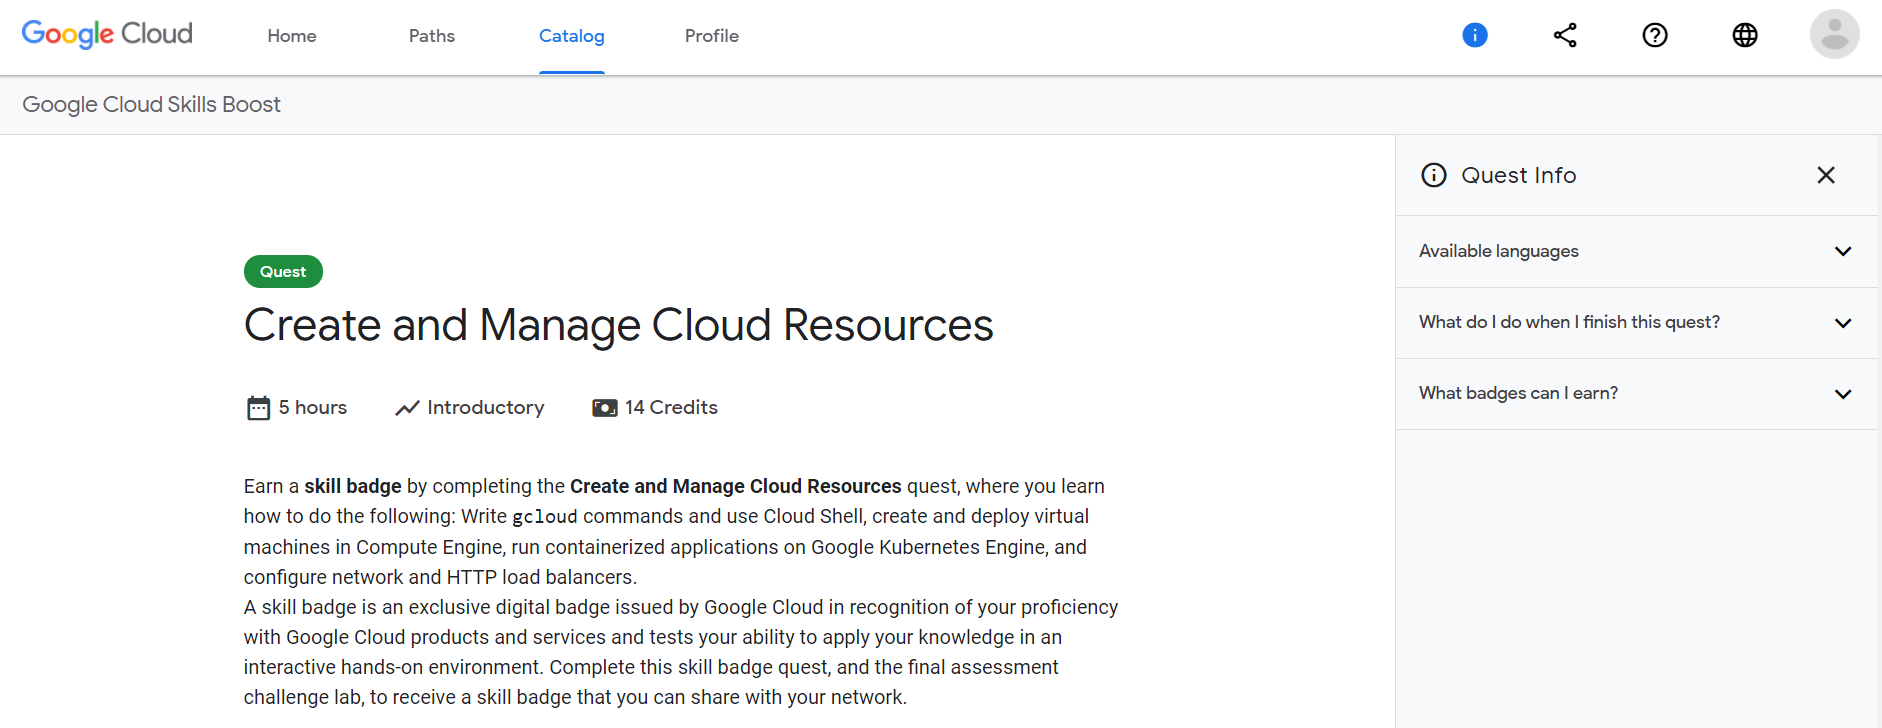 Google Cloud
Home
Paths
Catalog
Profile
Google Cloud Skills Boost
Quest
Create and Manage Cloud Resources
5 hours
Introductory
14 Credits
Earn a skill badge by completing the Create and Manage Cloud Resources quest, where you learn
how to do the following: Write gcloud commands and use Cloud Shell, create and deploy virtual
machines in Compute Engine, run containerized applications on Google Kubernetes Engine, and
configure network and HTTP load balancers.
A skill badge is an exclusive digital badge issued by Google Cloud in recognition of your proficiency
with Google Cloud products and services and tests your ability to apply your knowledge in an
interactive hands-on environment. Complete this skill badge quest, and the final assessment
challenge lab, to receive a skill badge that you can share with your network.
Quest Info
Available languages
What do I do when I finish this quest?
What badges can I earn?